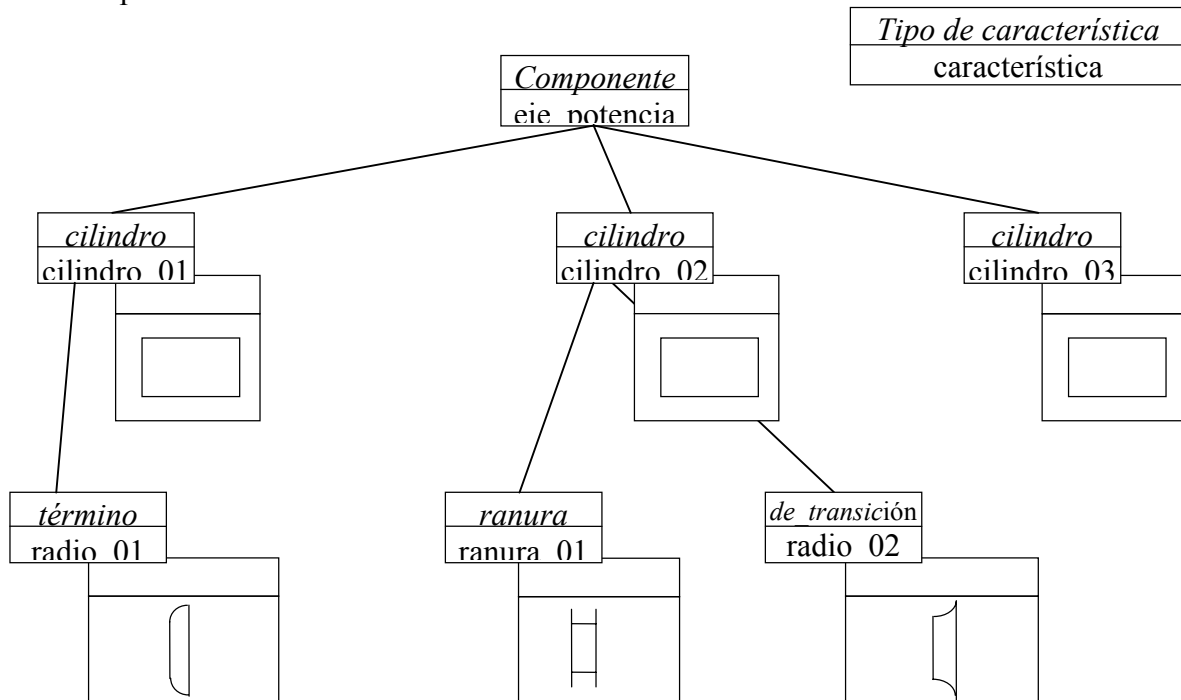 Tipo de característica
característica
Componente
eje_potencia
cilindro
cilindro_01
cilindro
cilindro_02
cilindro
cilindro_03
término
radio_01
ranura
ranura_01
de_transición
radio_02